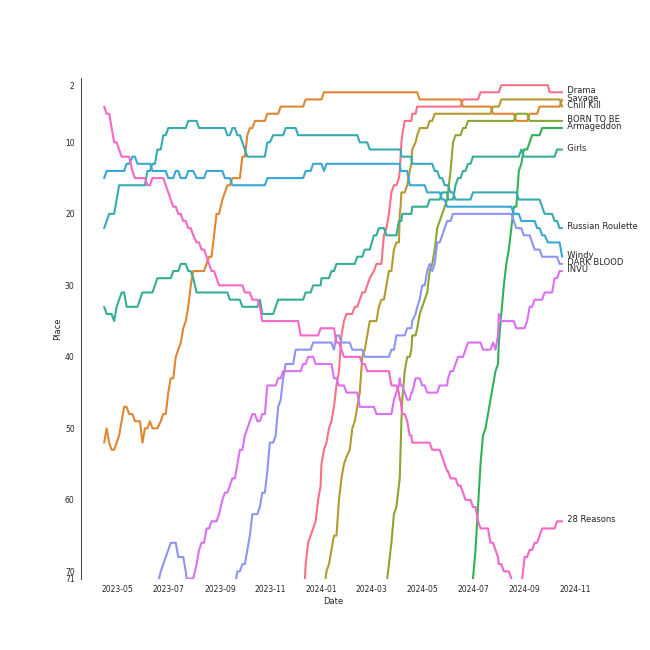 2
10
20
30
40
50
60
70
71
Place
2023-05 2023-07 2023-09 2023-11 2024-01 2024-03 2024-05 2024-07 2024-09 2024-11
Date
Drama
Savage
Chill Kill
BORN TO BE
Armageddon
Girls
Russian Roulette
Windy
DARK BLOOD
INVU
28 Reasons